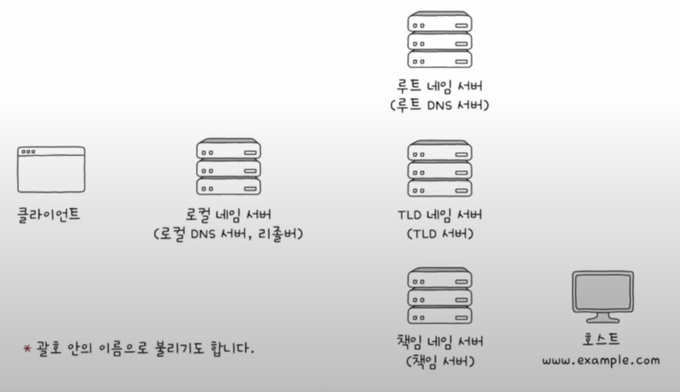 루트 네임 서버
(루트 DNS 서버)
클라이언트
로컬 네임 서버
(로컬 DNS 서버, 리졸버)
TLD 네임 서버
(TLD 서버)
책임 네임 서버
(책임 서버)
호스트
www.example.com
* 괄호 안의 이름으로 불리기도 합니다.